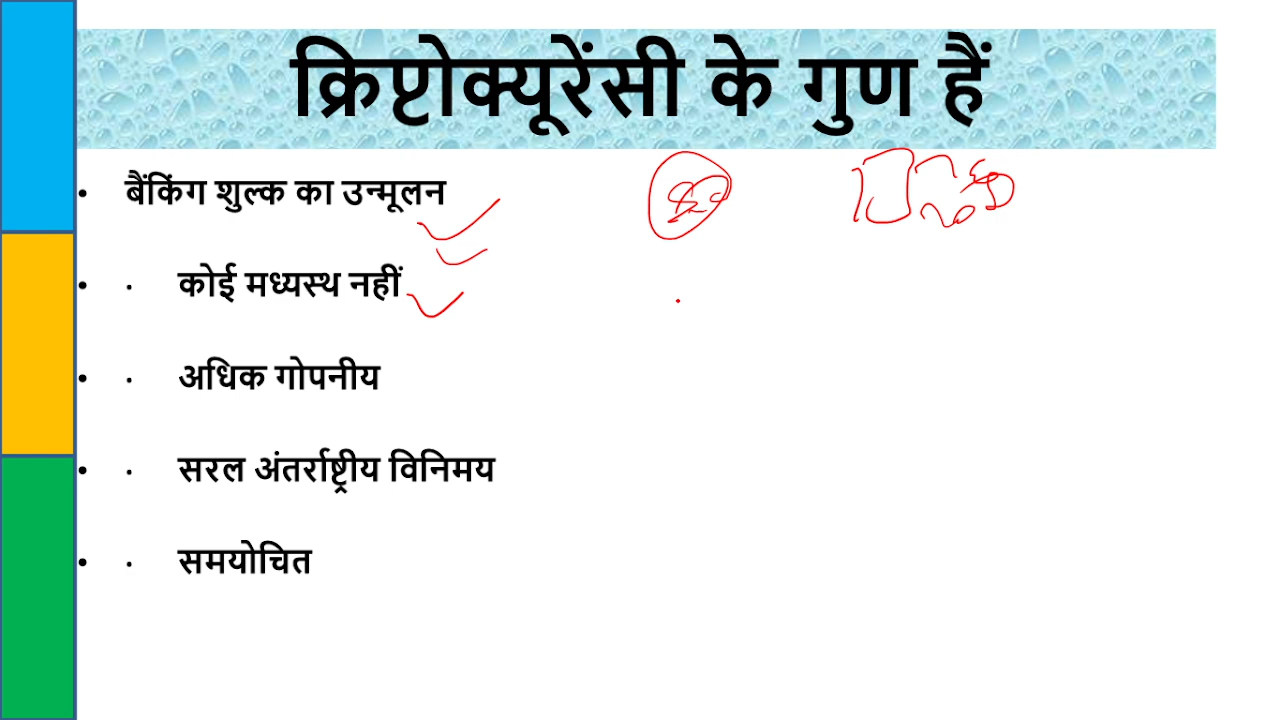 क्रिप्टोक्यूरेंसी के गुण हैं
• बैंकिंग शुल्क का उन्मूलन
• · कोई मध्यस्थ नहीं
• · अधिक गोपनीय
• · सरल अंतर्राष्ट्रीय विनिमय
• · समयोचित